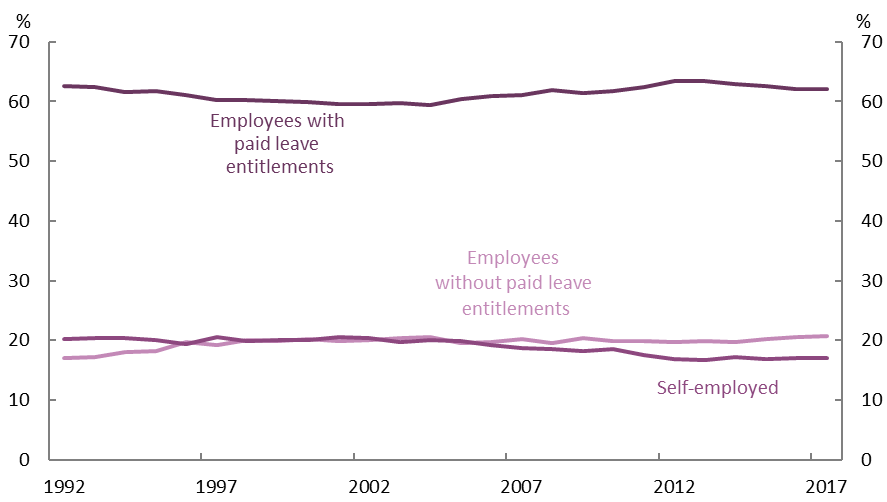 % %
70 70
60 60
Employees with
paid leave
entitlements
50 50
40 40
Employees
without paid leave
entitlements
30 30
20 20
Self-employed
10 10
0 0
1992 1997 2002 2007 2012 2017